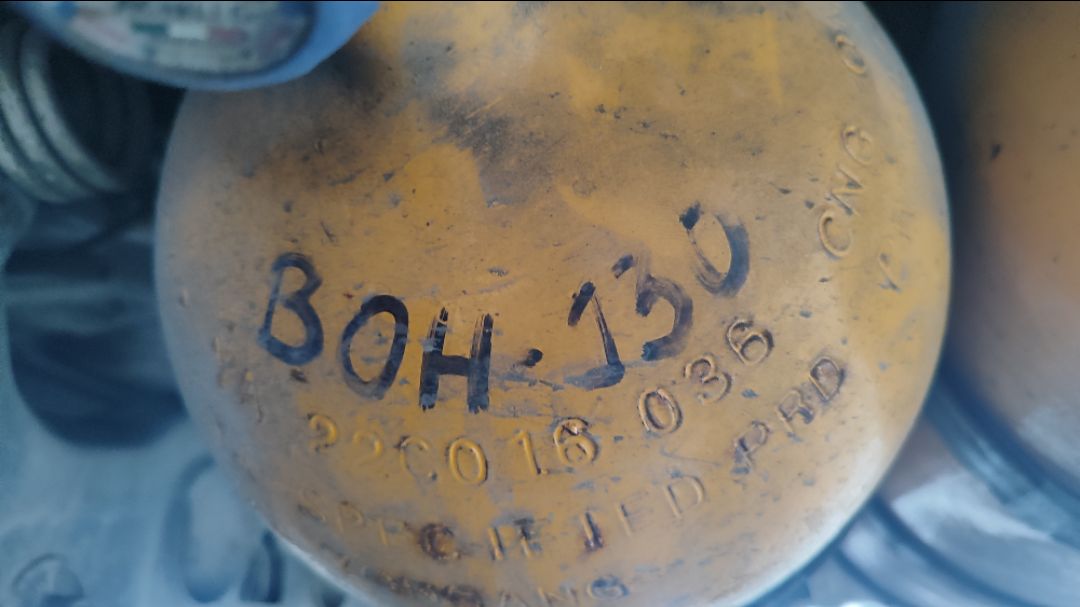 BOH-130
22C016 036
SPECIFIED PRD
CNG